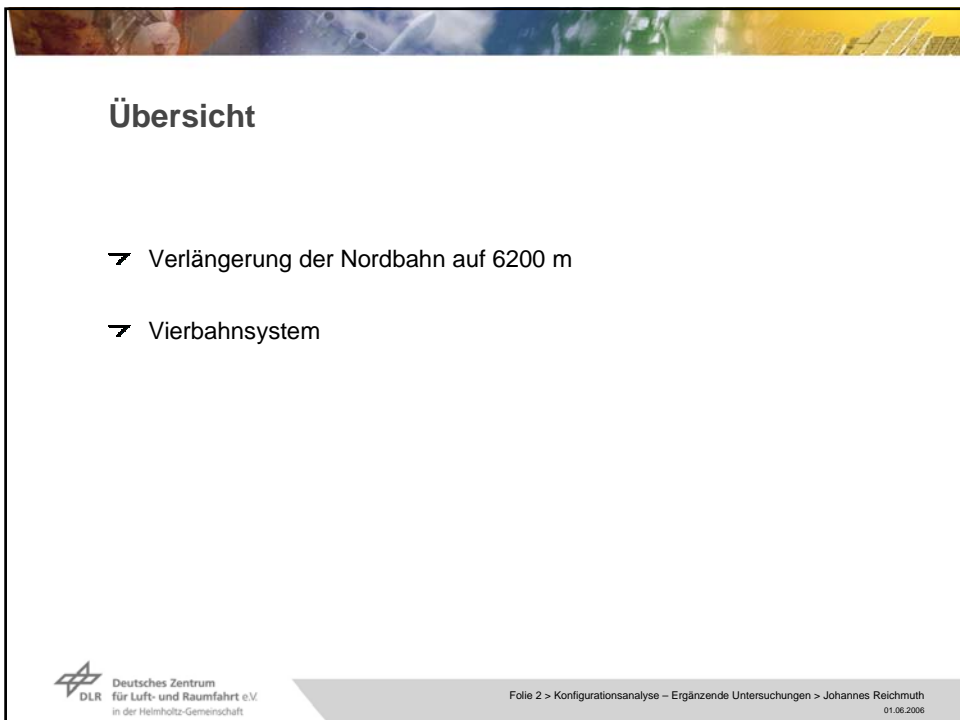 Übersicht
Verlängerung der Nordbahn auf 6200 m
Vierbahnsystem
DLR
Deutsches Zentrum
für Luft- und Raumfahrt e.V.
in der Helmholtz-Gemeinschaft
Folie 2 > Konfigurationsanalyse – Ergänzende Untersuchungen > Johannes Reichmuth
01.06.2006